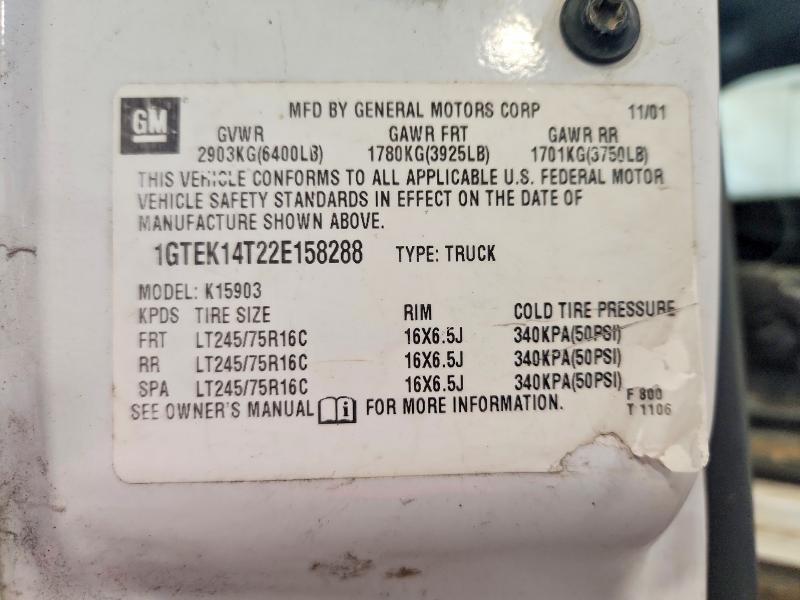 GM MFD BY GENERAL MOTORS CORP 11/01
GVWR GAWR FRT GAWR RR
2903KG(6400LB) 1780KG(3925LB) 1701KG(3750LB)
THIS VEHICLE CONFORMS TO ALL APPLICABLE U.S. FEDERAL MOTOR
VEHICLE SAFETY STANDARDS IN EFFECT ON THE DATE OF
MANUFACTURE SHOWN ABOVE.
1GTEK14T22E158288 TYPE: TRUCK
MODEL: K15903
KPDS TIRE SIZE RIM COLD TIRE PRESSURE
FRT LT245/75R16C 16X6.5J 340KPA(50PSI)
RR LT245/75R16C 16X6.5J 340KPA(50PSI)
SPA LT245/75R16C 16X6.5J 340KPA(50PSI)
SEE OWNER'S MANUAL i FOR MORE INFORMATION.
F 800
T 1106